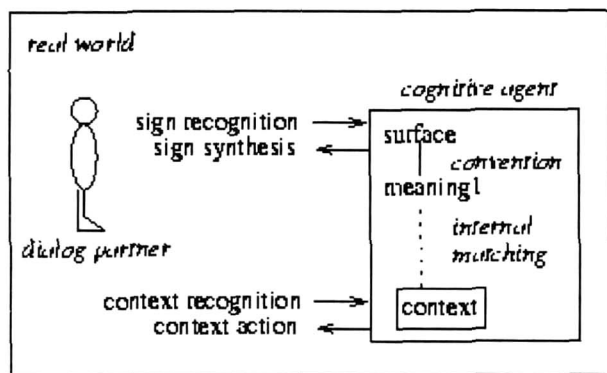 real world
cognitive agent
sign recognition
sign synthesis
surface
convention
meaning1
internal
matching
dialog partner
context recognition
context action
context